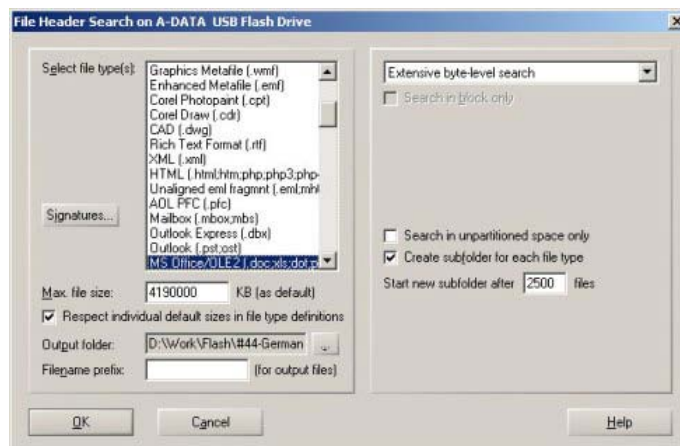 File Header Search on A-DATA USB Flash Drive
Select file type(s):
Graphics Metafile (.wmf)
Enhanced Metafile (.emf)
Corel Photopaint (.cpt)
Corel Draw (.cdr)
CAD (.dwg)
Rich Text Format (.rtf)
XML (.xml)
HTML (.html;htm;php;php3;php
Unaligned eml fragmnt (.eml;mht
AOL PFC (.pfc)
Mailbox (.mbox;mbs)
Outlook Express (.dbx)
Outlook (.pst;ost)
MS Office/OLE2 (.doc;xls;dot;p
Signatures...
Max. file size: 4190000 KB (as default)
Respect individual default sizes in file type definitions
Output folder: D:\Work\Flash\#44-German ...
Filename prefix: (for output files)
Extensive byte-level search
Search in block only
Search in unpartitioned space only
Create subfolder for each file type
Start new subfolder after 2500 files
OK
Cancel
Help